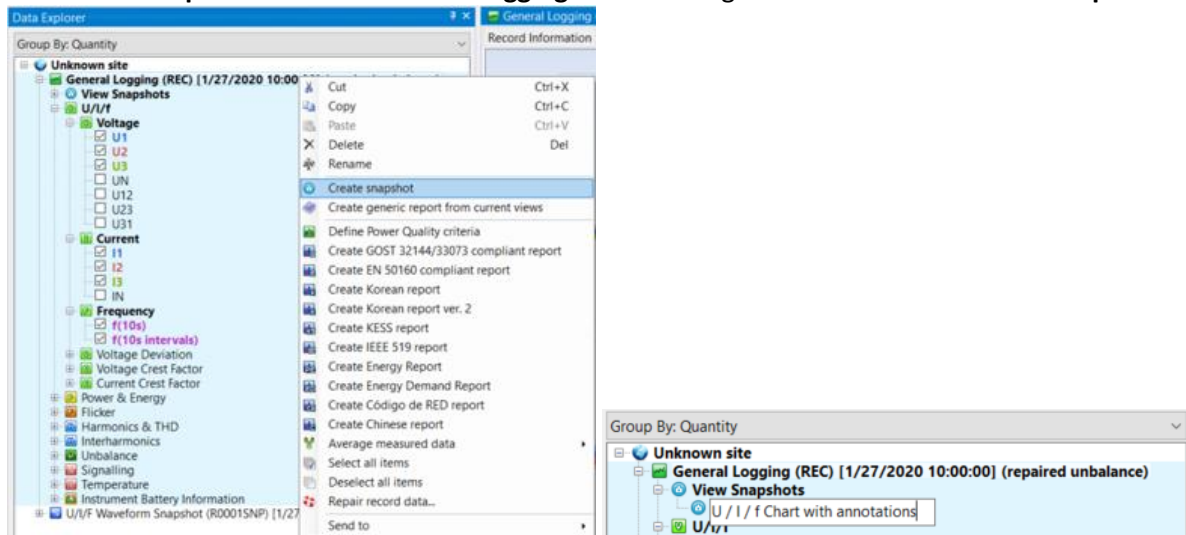 Logging
Data Explorer
General Logging
Group By: Quantity
Record Information
Unknown site
General Logging (REC) [1/27/2020 10:00
View Snapshots
U/I/f
Voltage
U1
U2
U3
UN
U12
U23
U31
Current
I1
I2
I3
IN
Frequency
f(10s)
f(10s intervals)
Voltage Deviation
Voltage Crest Factor
Current Crest Factor
Power & Energy
Flicker
Harmonics & THD
Interharmonics
Unbalance
Signalling
Temperature
Instrument Battery Information
U/I/F Waveform Snapshot (R0001SNP) [1/27
Cut Ctrl+X
Copy Ctrl+C
Paste Ctrl+V
Delete Del
Rename
Create snapshot
Create generic report from current views
Define Power Quality criteria
Create GOST 32144/33073 compliant report
Create EN 50160 compliant report
Create Korean report
Create Korean report ver. 2
Create KESS report
Create IEEE 519 report
Create Energy Report
Create Energy Demand Report
Create Código de RED report
Create Chinese report
Average measured data
Select all items
Deselect all items
Repair record data...
Send to
Group By: Quantity
Unknown site
General Logging (REC) [1/27/2020 10:00:00] (repaired unbalance)
View Snapshots
U / I / f Chart with annotations
U/I/f